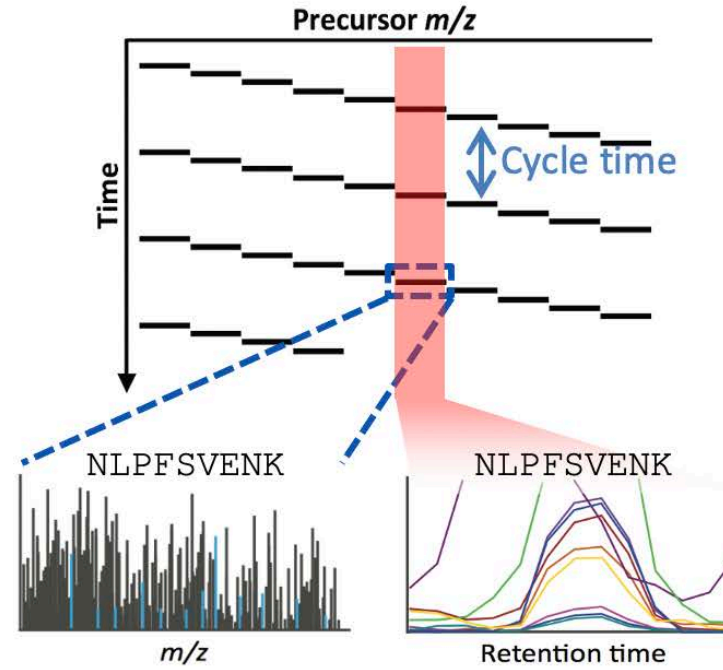 Precursor m/z
Time
Cycle time
NLPFSVENK
NLPFSVENK
m/z
Retention time